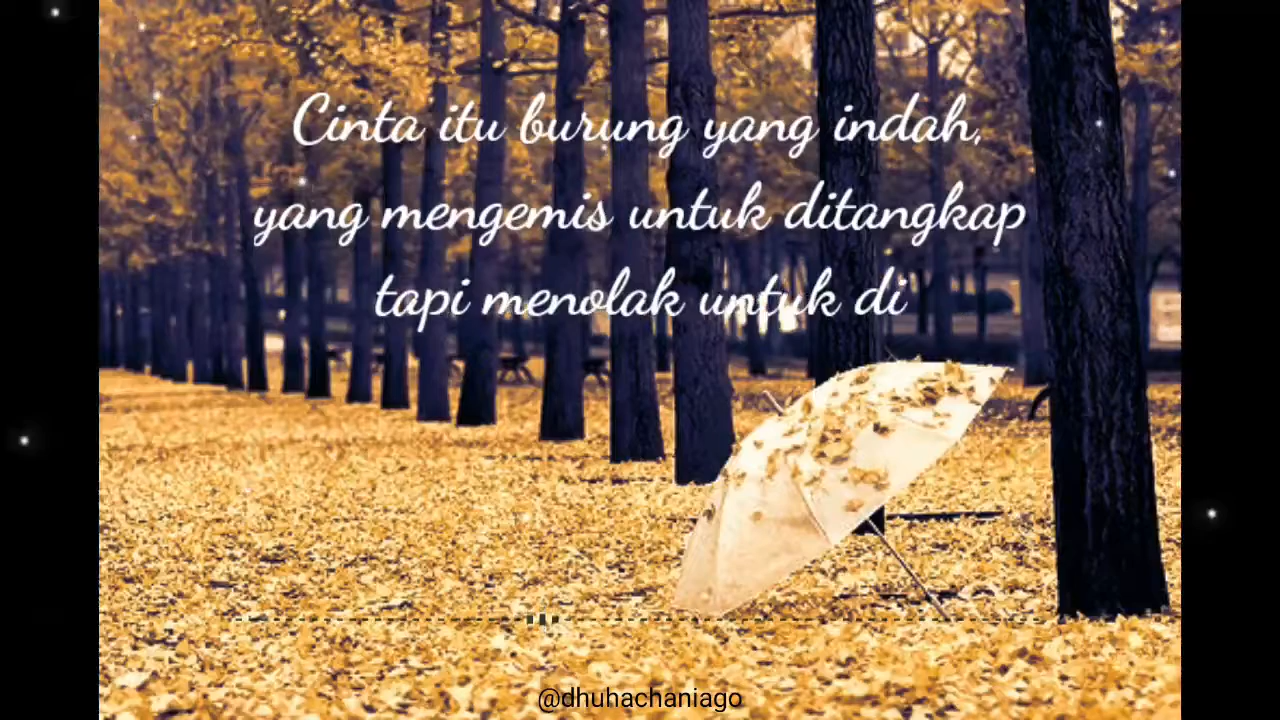 Cinta itu burung yang indah,
yang mengemis untuk ditangkap
tapi menolak untuk di
@dhuhachaniago